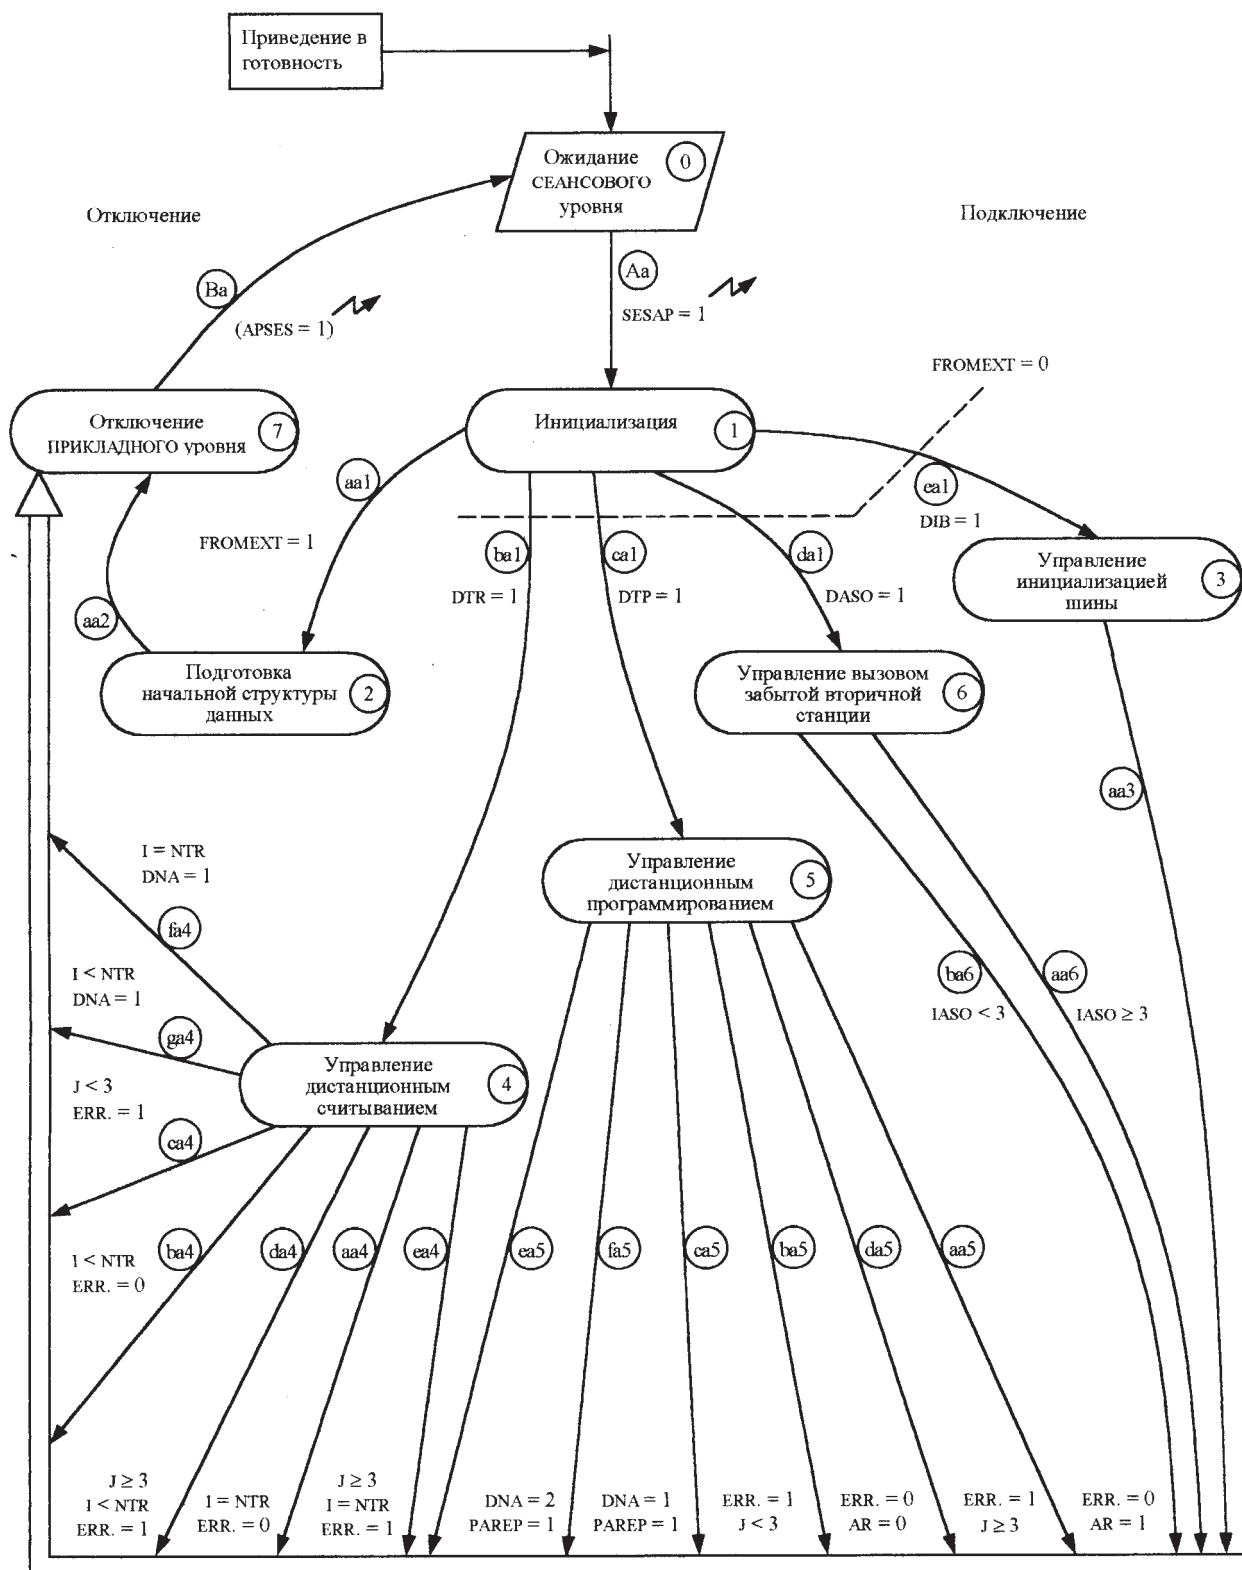 Приведение в
готовность
Ожидание
СЕАНСОВОГО
уровня
0
Отключение
Подключение
Ba
(APSES = 1)
Aa
SESAP = 1
FROMEXT = 0
Отключение
ПРИКЛАДНОГО уровня
7
Инициализация
1
aa1
FROMEXT = 1
ba1
DTR = 1
ca1
DTP = 1
da1
DASO = 1
ea1
DIB = 1
Управление
инициализацией
шины
3
aa2
Подготовка
начальной структуры
данных
2
Управление вызовом
забытой вторичной
станции
6
aa3
I = NTR
DNA = 1
fa4
Управление
дистанционным
программированием
5
I < NTR
DNA = 1
ga4
ba6
IASO < 3
aa6
IASO ≥ 3
Управление
дистанционным
считыванием
4
J < 3
ERR. = 1
ca4
I < NTR
ERR. = 0
ba4
da4
aa4
ea4
ea5
fa5
ca5
ba5
da5
aa5
J ≥ 3
I < NTR
ERR. = 1
I = NTR
ERR. = 0
J ≥ 3
I = NTR
ERR. = 1
DNA = 2
PAREP = 1
DNA = 1
PAREP = 1
ERR. = 1
J < 3
ERR. = 0
AR = 0
ERR. = 1
J ≥ 3
ERR. = 0
AR = 1